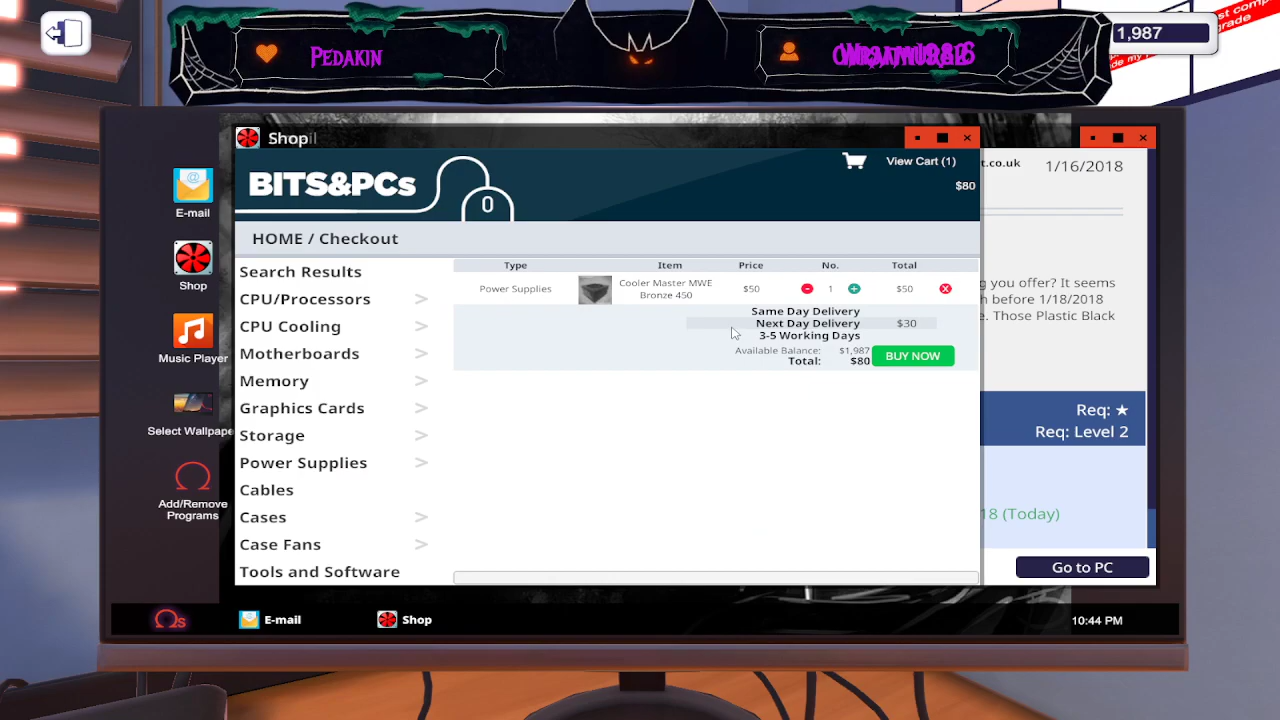 PEDAKIN
1,987
Shop
BITS&PCs
View Cart (1)
$80
HOME / Checkout
t.co.uk
1/16/2018
E-mail
Shop
Music Player
Select Wallpape
Add/Remove
Programs
Search Results
CPU/Processors >
CPU Cooling >
Motherboards >
Memory >
Graphics Cards >
Storage >
Power Supplies >
Cables
Cases >
Case Fans >
Tools and Software
Type Item Price No. Total
Power Supplies Cooler Master MWE Bronze 450 $50 1 $50
Same Day Delivery
Next Day Delivery $30
3-5 Working Days
Available Balance: $1,987
Total: $80
BUY NOW
g you offer? It seems
h before 1/18/2018
e. Those Plastic Black
Req: ★
Req: Level 2
18 (Today)
Go to PC
E-mail
Shop
10:44 PM